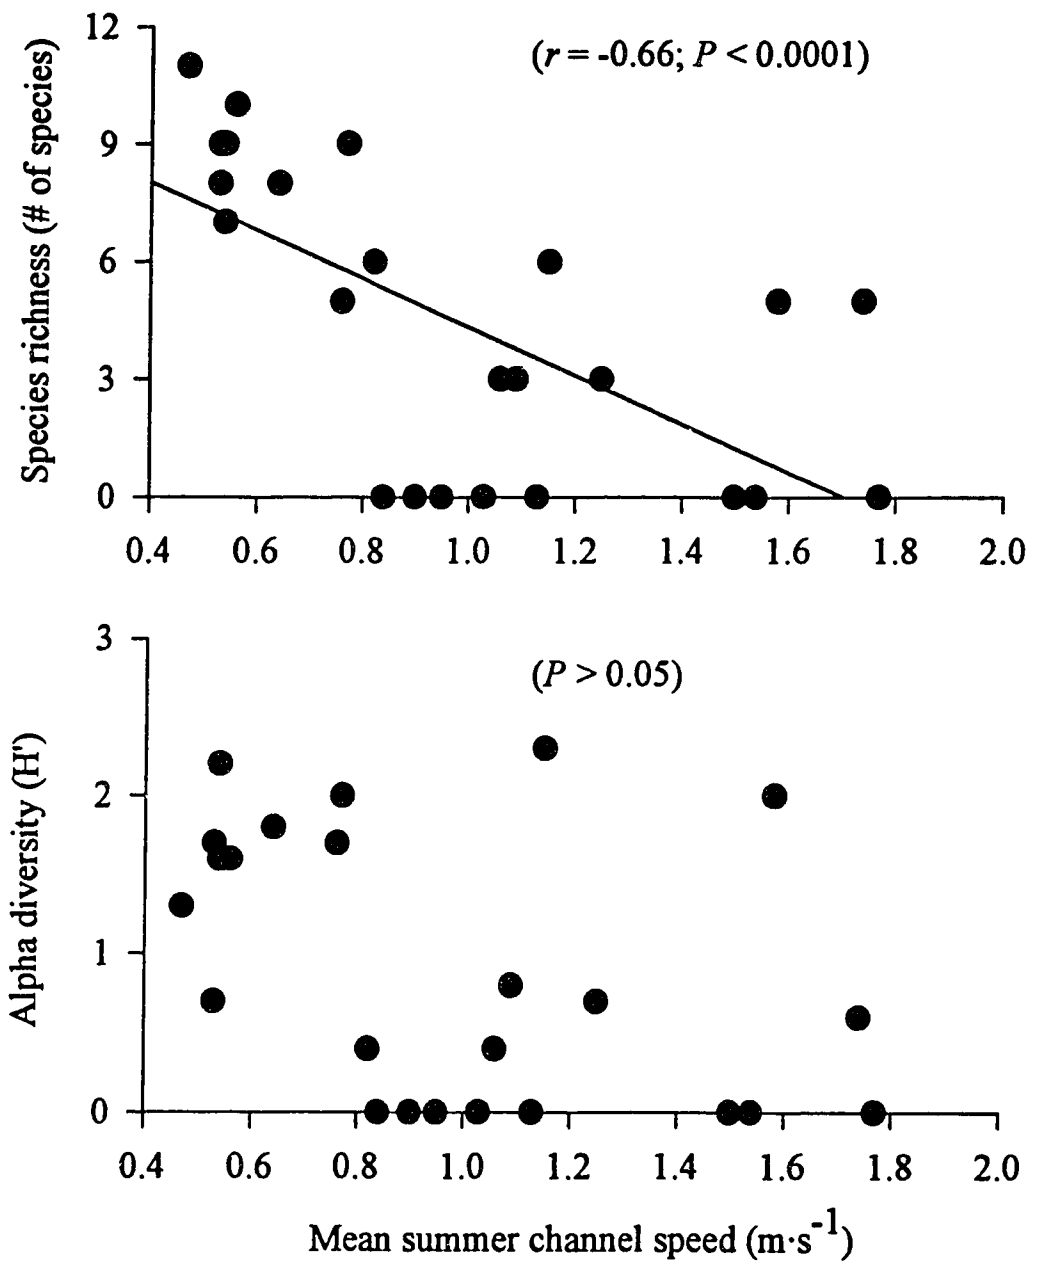 12
(r = -0.66; P < 0.0001)
9
6
3
0
Species richness (# of species)
0.4 0.6 0.8 1.0 1.2 1.4 1.6 1.8 2.0
3
(P > 0.05)
2
1
0
Alpha diversity (H')
0.4 0.6 0.8 1.0 1.2 1.4 1.6 1.8 2.0
Mean summer channel speed (m·s-1)